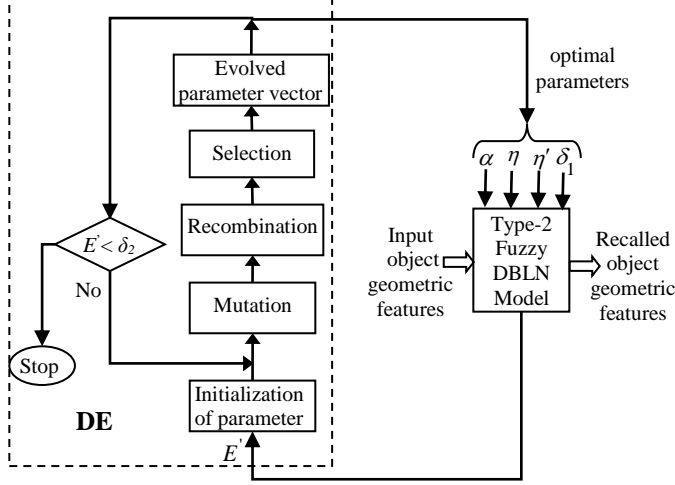 Evolved
parameter vector
Selection
Recombination
Mutation
Initialization
of parameter
E' < δ₂
No
Stop
DE
E'
optimal
parameters
α η η′ δ₁
Input
object
geometric
features
Type-2
Fuzzy
DBLN
Model
Recalled
object
geometric
features